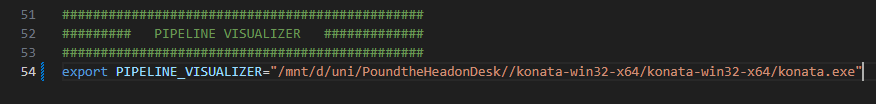 51 ###############################################
52 #########   PIPELINE VISUALIZER   #############
53 ###############################################
54 export PIPELINE_VISUALIZER="/mnt/d/uni/PoundtheHeadonDesk//konata-win32-x64/konata-win32-x64/konata.exe"